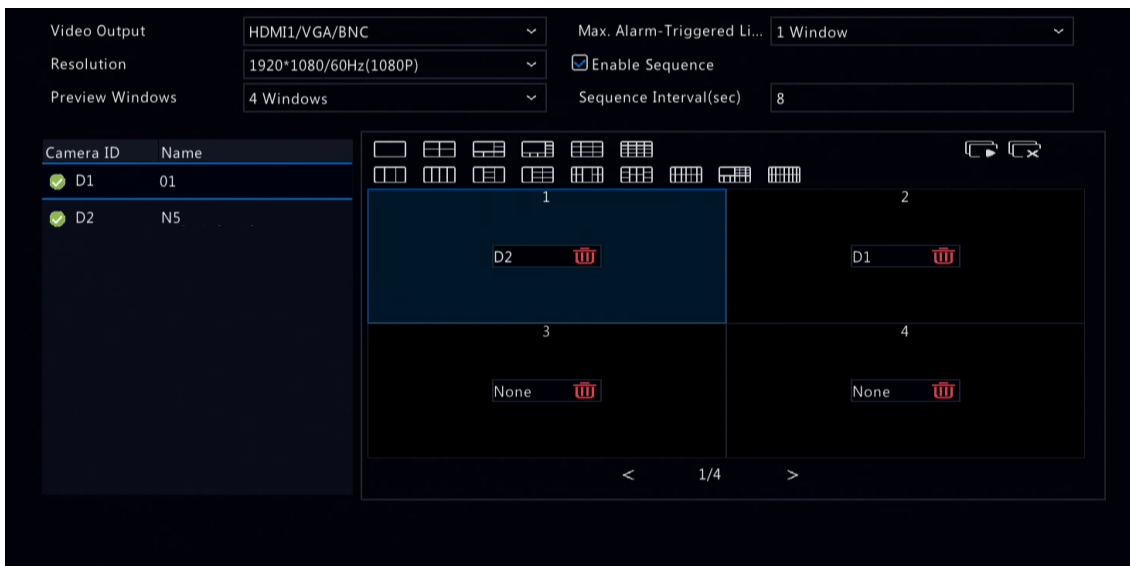 Video Output HDMI1/VGA/BNC Max. Alarm-Triggered Li... 1 Window
Resolution 1920*1080/60Hz(1080P) Enable Sequence
Preview Windows 4 Windows Sequence Interval(sec) 8
Camera ID Name
D1 01
D2 N5
1 2
D2 D1
3 4
None None
< 1/4 >